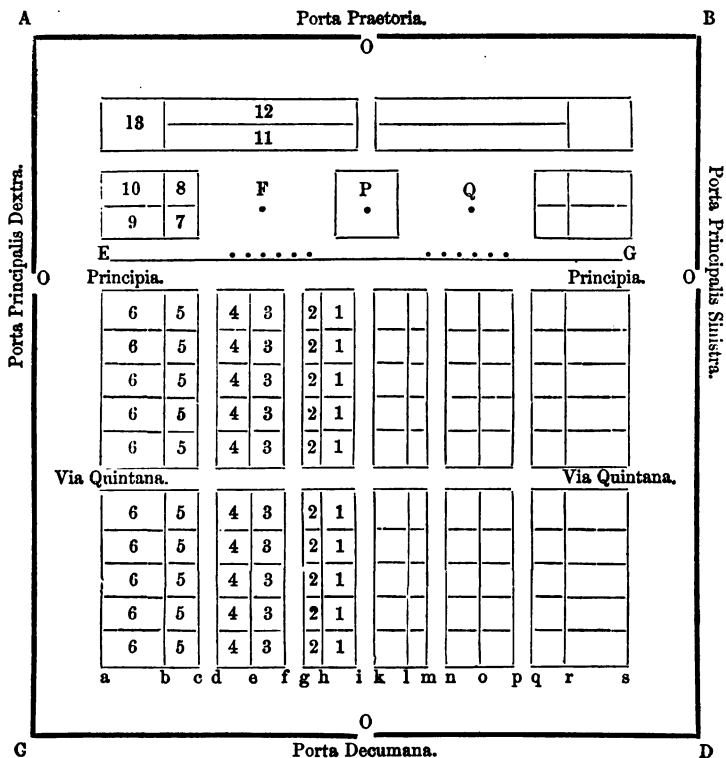 A Porta Praetoria. B
O
13 12
11
10 8 F P Q
9 7
E G
Porta Principalis Dextra.
Porta Principalis Sinistra.
O Principia. Principia. O
6 5 4 3 2 1
6 5 4 3 2 1
6 5 4 3 2 1
6 5 4 3 2 1
6 5 4 3 2 1
Via Quintana. Via Quintana.
6 5 4 3 2 1
6 5 4 3 2 1
6 5 4 3 2 1
6 5 4 3 2 1
6 5 4 3 2 1
a b c d e f g h i k l m n o p q r s
O
G Porta Decumana. D